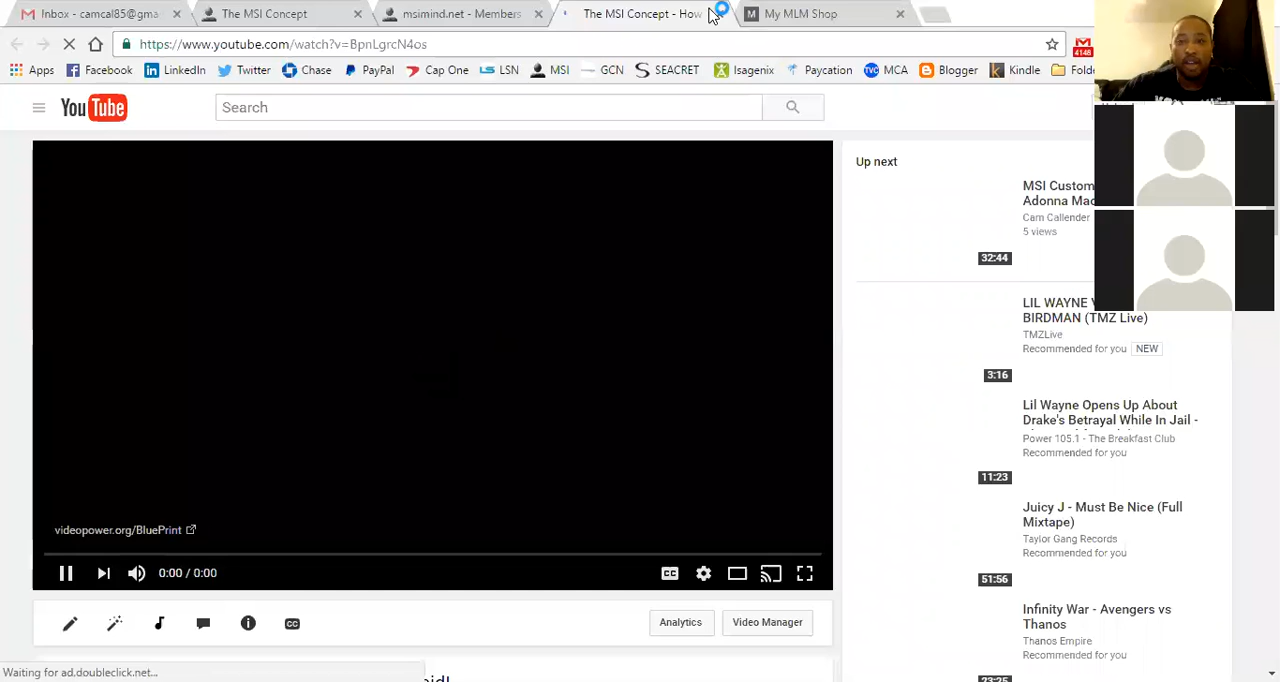 Inbox - camcal85@gma
The MSI Concept
msimind.net - Members
The MSI Concept - How
My MLM Shop
https://www.youtube.com/watch?v=BpnLgrcN4os
4148
Apps
Facebook
LinkedIn
Twitter
Chase
PayPal
Cap One
LSN
MSI
GCN
SEACRET
Isagenix
Paycation
MCA
Blogger
Kindle
Folde
YouTube
Search
Up next
MSI Custom
Adonna Mac
Cam Callender
5 views
32:44
LIL WAYNE
BIRDMAN (TMZ Live)
TMZLive
Recommended for you NEW
3:16
Lil Wayne Opens Up About
Drake's Betrayal While In Jail -
Power 105.1 - The Breakfast Club
Recommended for you
11:23
Juicy J - Must Be Nice (Full
Mixtape)
Taylor Gang Records
Recommended for you
51:56
Infinity War - Avengers vs
Thanos
Thanos Empire
Recommended for you
23:25
videopower.org/BluePrint
0:00 / 0:00
CC
Analytics
Video Manager
Waiting for ad.doubleclick.net...